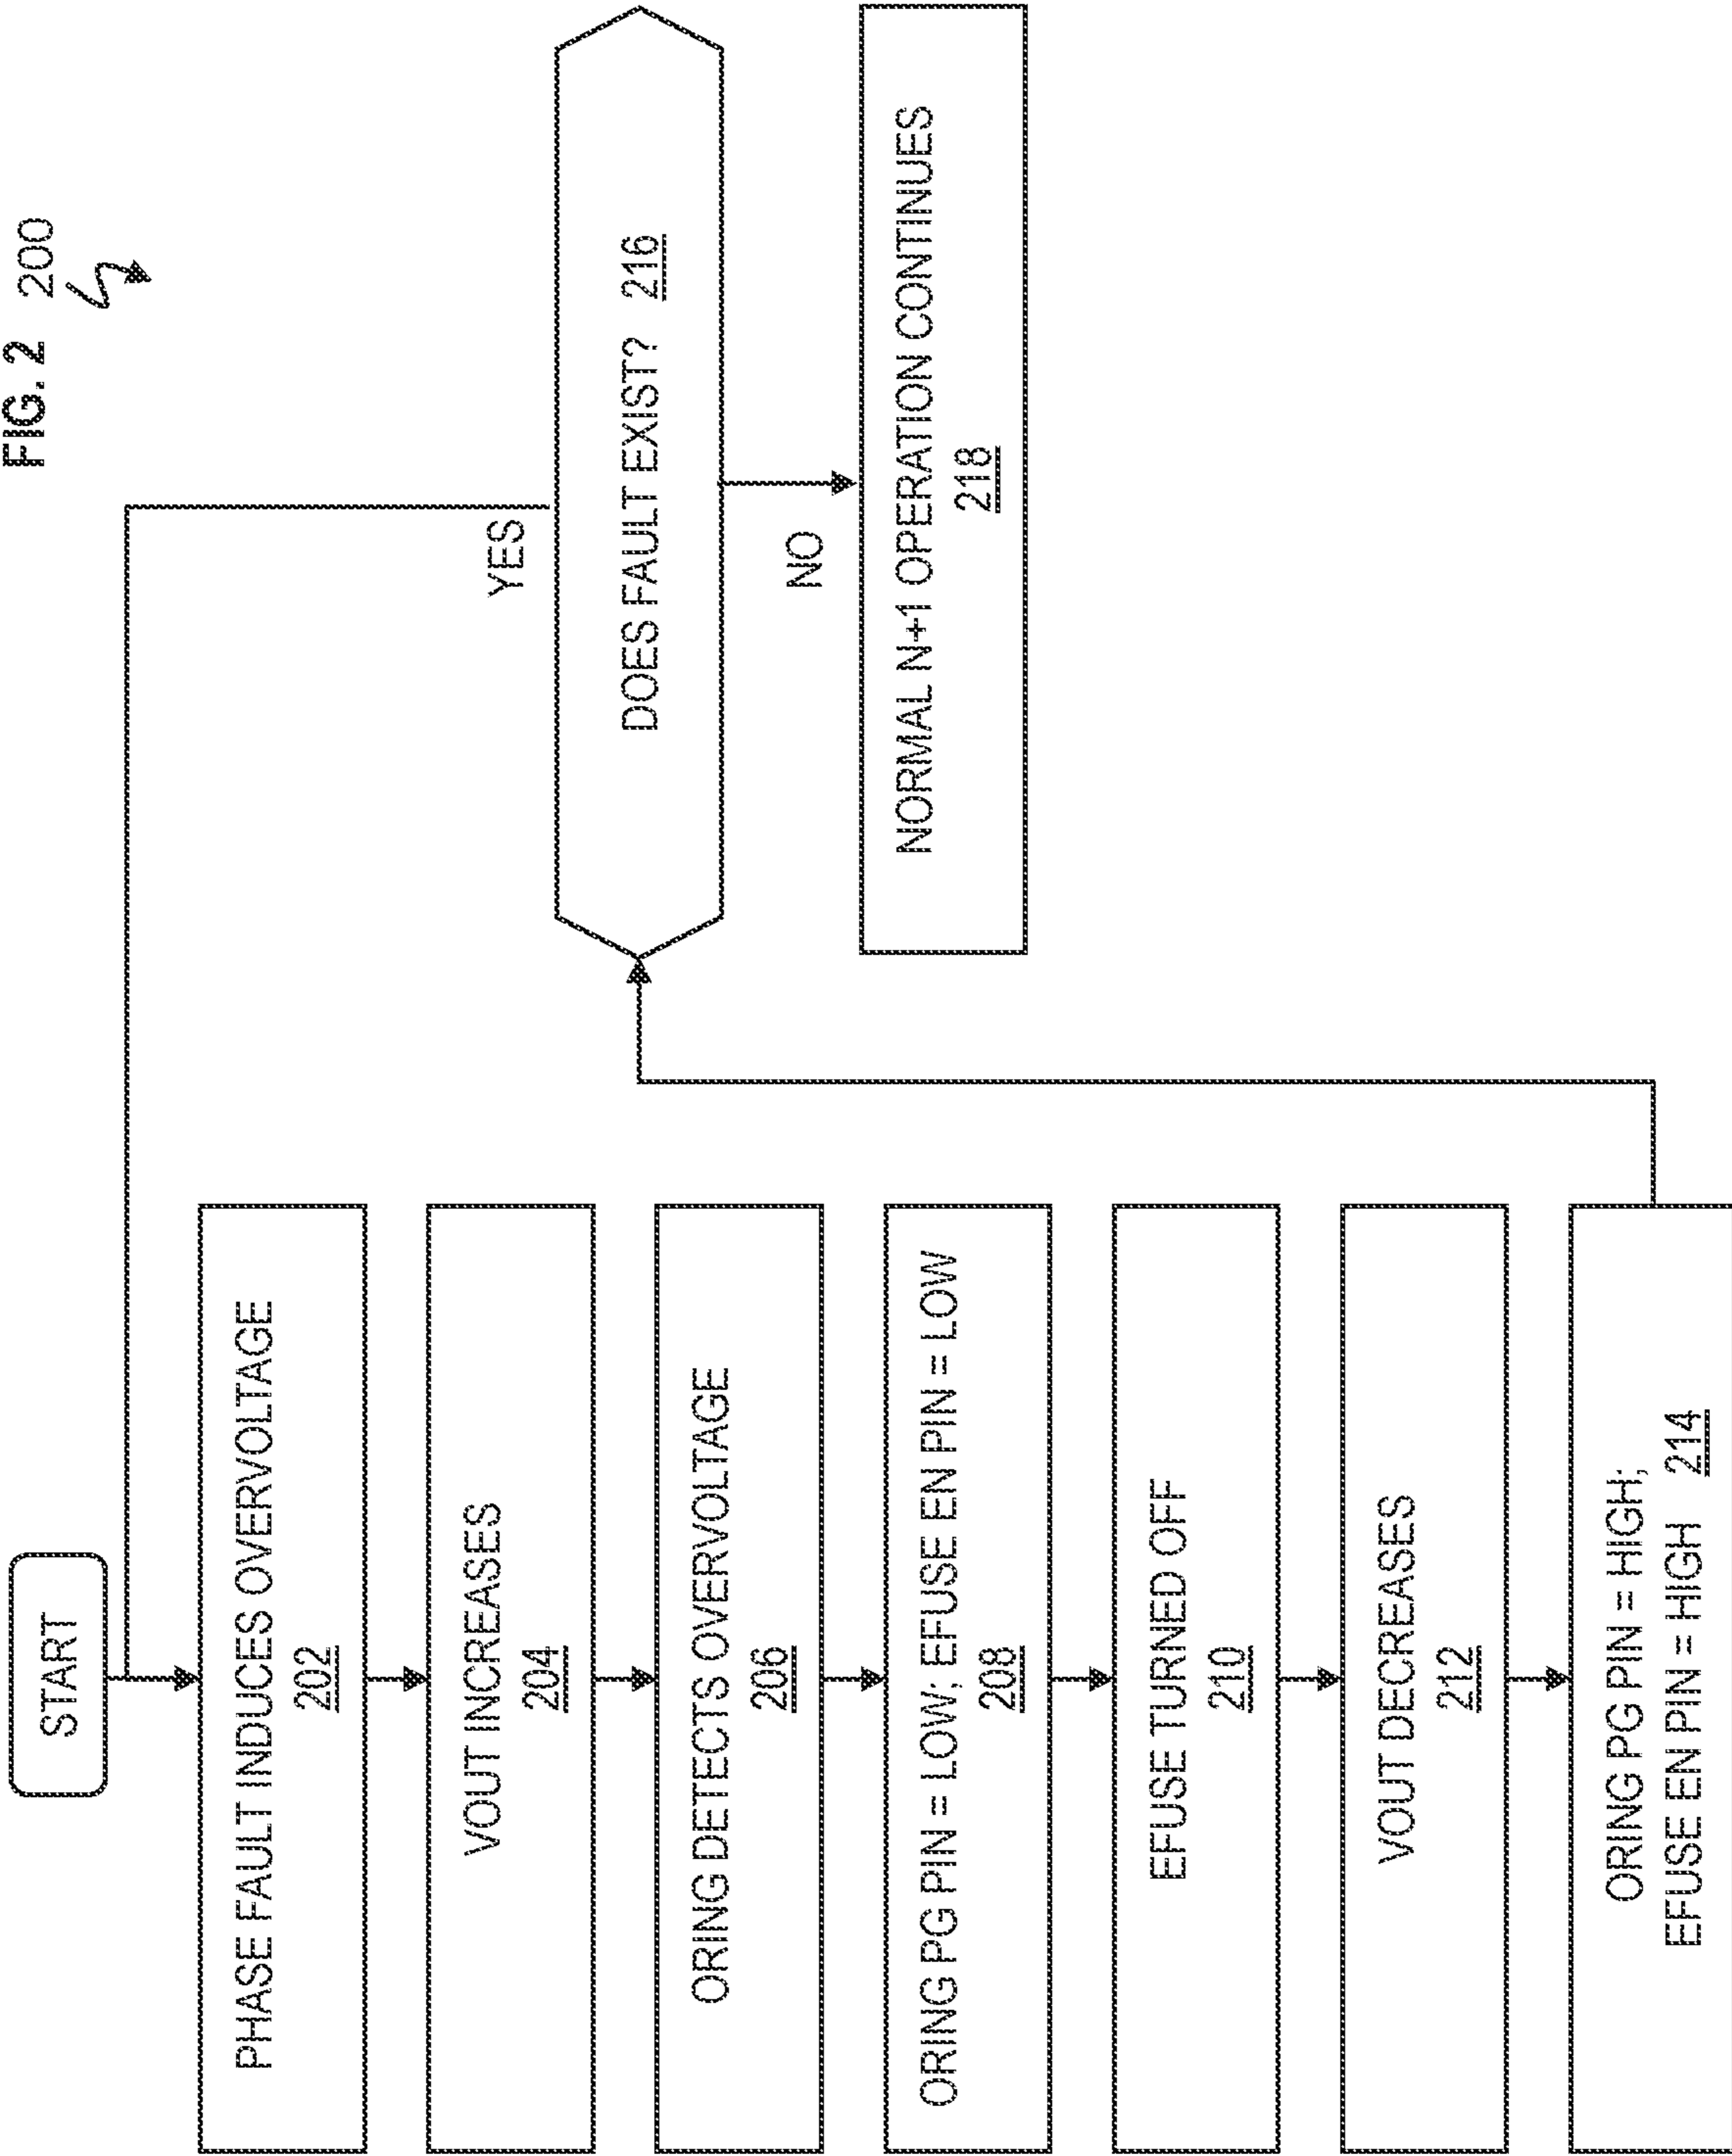 FIG. 2
200
START
PHASE FAULT INDUCES OVERVOLTAGE
202
VOUT INCREASES
204
ORING DETECTS OVERVOLTAGE
206
ORING PG PIN = LOW; EFUSE EN PIN = LOW
208
EFUSE TURNED OFF
210
VOUT DECREASES
212
ORING PG PIN = HIGH;
EFUSE EN PIN = HIGH 214
YES
DOES FAULT EXIST? 216
NO
NORMAL N+1 OPERATION CONTINUES
218